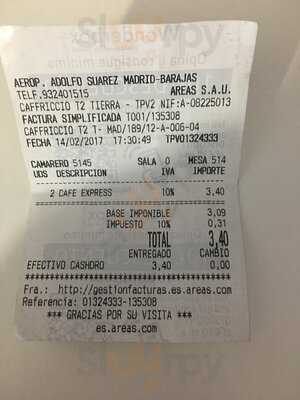 AEROP. ADOLFO SUAREZ MADRID-BARAJAS
TELF.932401515 AREAS S.A.U.
CAFFRICCIO T2 TIERRA - TPV2 NIF:A-08225013
FACTURA SIMPLIFICADA T001/135308
CAFFRICCIO T2 T- MAD/189/12-A-006-04
FECHA 14/02/2017 17:30:49 TPV01324333
CAMARERO 5145 SALA 0 MESA 514
UDS DESCRIPCION IVA IMPORTE
2 CAFE EXPRESS 10% 3,40
BASE IMPONIBLE 3,09
IMPUESTO 10% 0,31
TOTAL 3,40
ENTREGADO CAMBIO
EFECTIVO CASHDRO 3,40 0,00
Fra.: http://gestionfacturas.es.areas.com/
Referencia: 01324333-135308
*** GRACIAS POR SU VISITA ***
es.areas.com